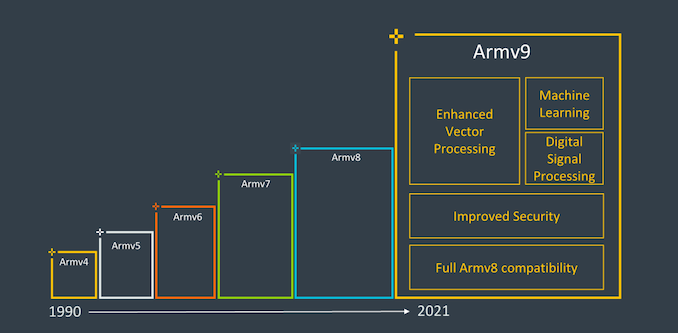 Armv9
Enhanced
Vector
Processing
Machine
Learning
Digital
Signal
Processing
Improved Security
Full Armv8 compatibility
Armv8
Armv7
Armv6
Armv5
Armv4
1990
2021